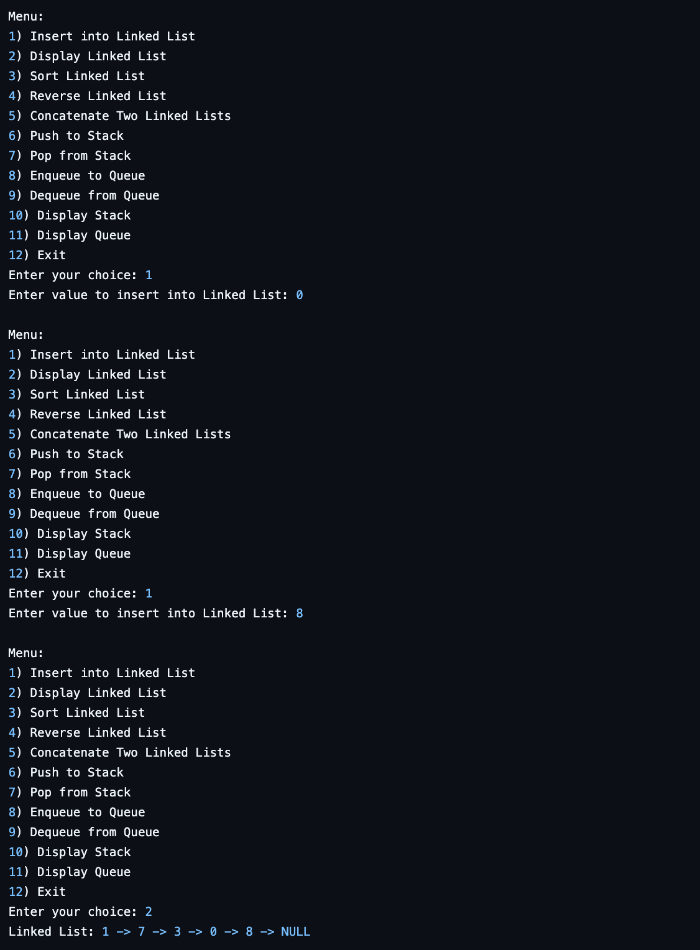 Menu:
1) Insert into Linked List
2) Display Linked List
3) Sort Linked List
4) Reverse Linked List
5) Concatenate Two Linked Lists
6) Push to Stack
7) Pop from Stack
8) Enqueue to Queue
9) Dequeue from Queue
10) Display Stack
11) Display Queue
12) Exit
Enter your choice: 1
Enter value to insert into Linked List: 0
Menu:
1) Insert into Linked List
2) Display Linked List
3) Sort Linked List
4) Reverse Linked List
5) Concatenate Two Linked Lists
6) Push to Stack
7) Pop from Stack
8) Enqueue to Queue
9) Dequeue from Queue
10) Display Stack
11) Display Queue
12) Exit
Enter your choice: 1
Enter value to insert into Linked List: 8
Menu:
1) Insert into Linked List
2) Display Linked List
3) Sort Linked List
4) Reverse Linked List
5) Concatenate Two Linked Lists
6) Push to Stack
7) Pop from Stack
8) Enqueue to Queue
9) Dequeue from Queue
10) Display Stack
11) Display Queue
12) Exit
Enter your choice: 2
Linked List: 1 -> 7 -> 3 -> 0 -> 8 -> NULL